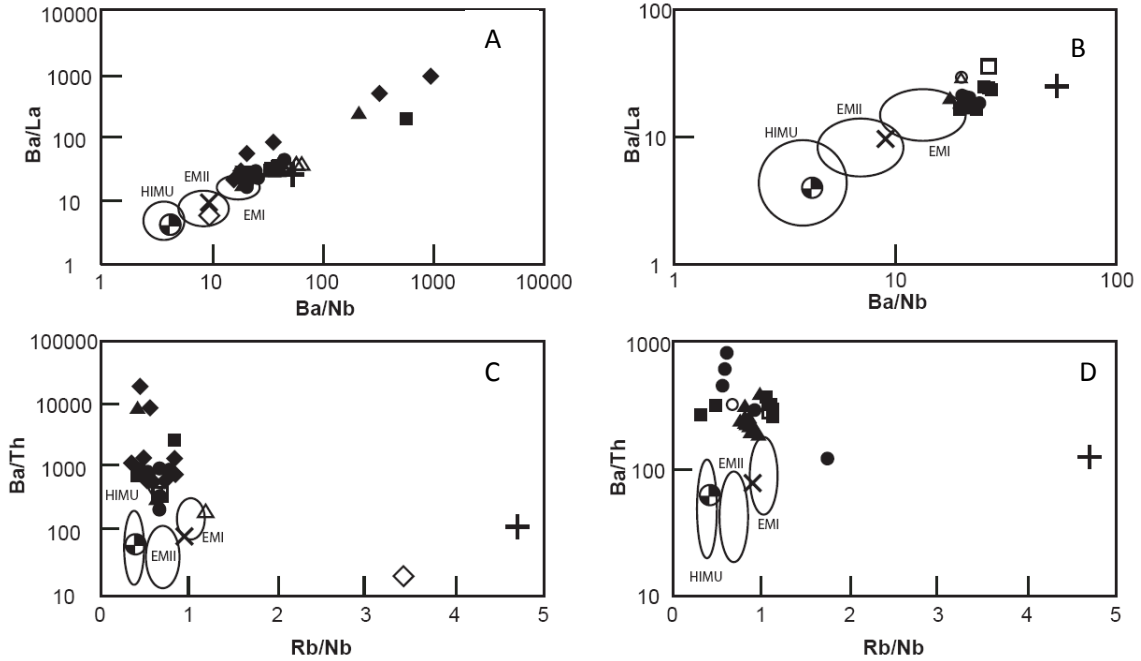 10000
1000
100
10
1
Ba/La
A
HIMU
EMII
EMI
1 10 100 1000 10000
Ba/Nb
100
10
1
Ba/La
B
HIMU
EMII
EMI
1 10 100
Ba/Nb
100000
10000
1000
100
10
Ba/Th
C
HIMU
EMII
EMI
0 1 2 3 4 5
Rb/Nb
1000
100
10
Ba/Th
D
EMII
EMI
HIMU
0 1 2 3 4 5
Rb/Nb